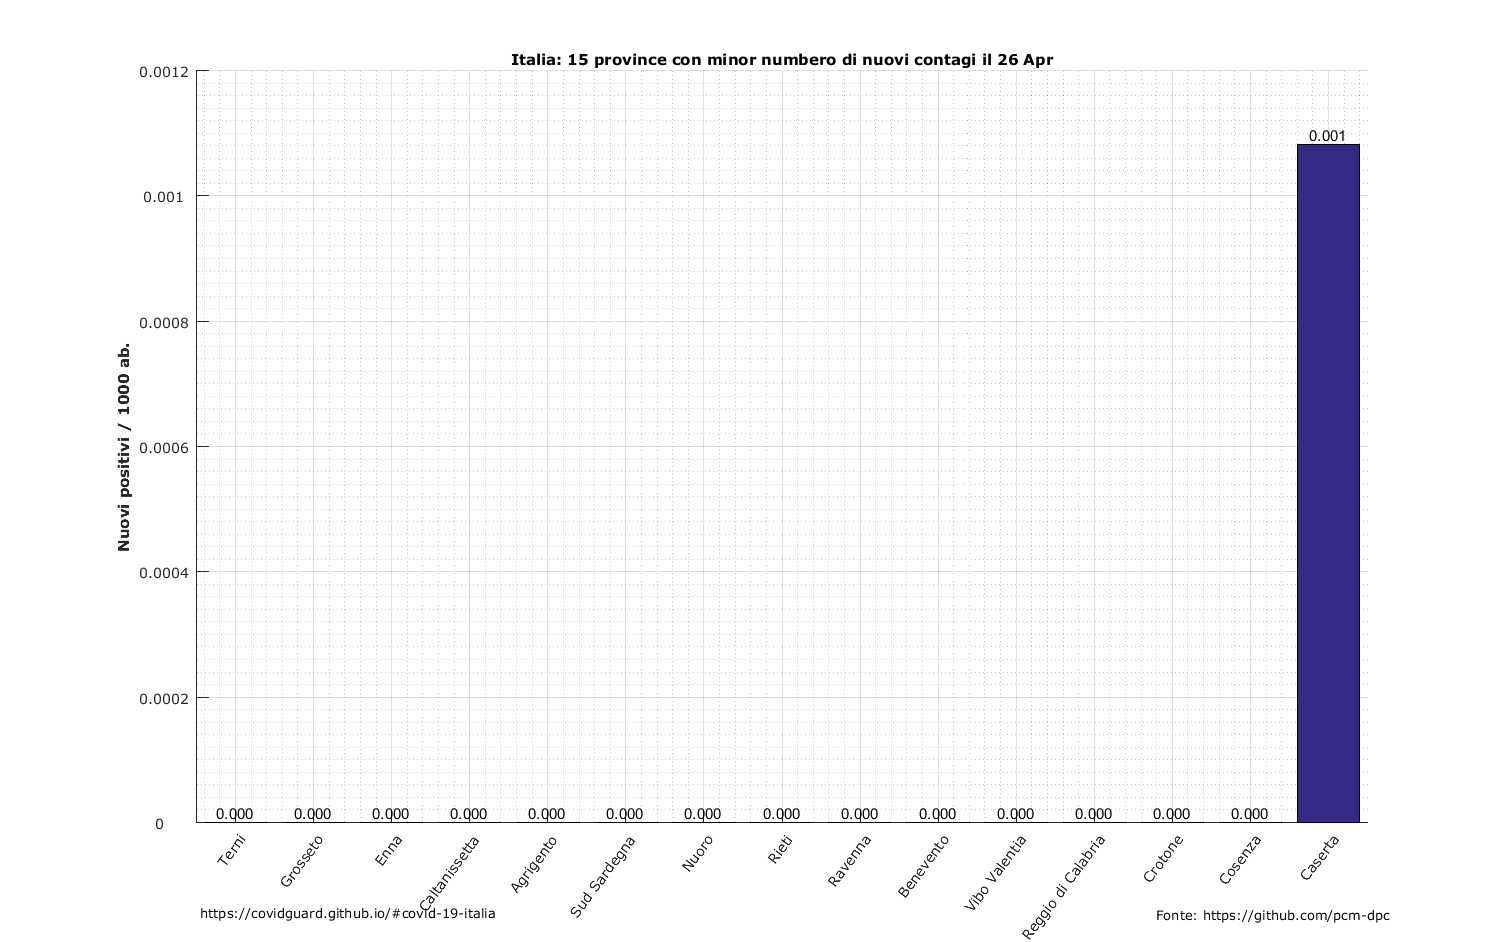 Italia: 15 province con minor numbero di nuovi contagi il 26 Apr
0.0012
0.001
0.0008
0.0006
0.0004
0.0002
0
Nuovi positivi / 1000 ab.
0.000 0.000 0.000 0.000 0.000 0.000 0.000 0.000 0.000 0.000 0.000 0.000 0.000 0.000 0.001
Terni
Grosseto
Enna
Caltanissetta
Agrigento
Sud Sardegna
Nuoro
Rieti
Ravenna
Benevento
Vibo Valentia
Reggio di Calabria
Crotone
Cosenza
Caserta
https://covidguard.github.io/#covid-19-italia
Fonte: https://github.com/pcm-dpc